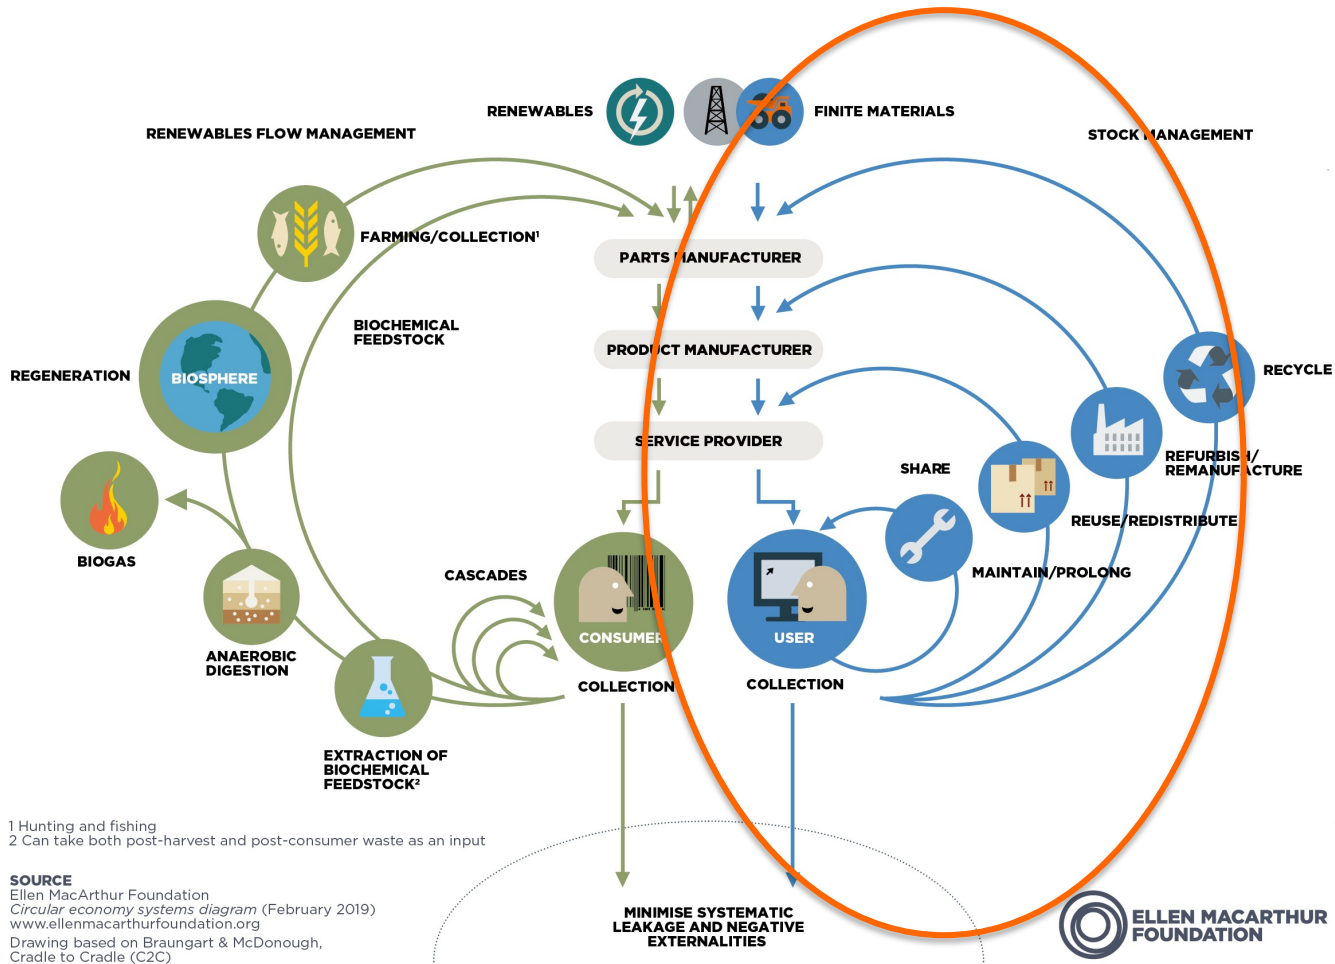 RENEWABLES
FINITE MATERIALS
RENEWABLES FLOW MANAGEMENT
STOCK MANAGEMENT
FARMING/COLLECTION¹
PARTS MANUFACTURER
BIOCHEMICAL
FEEDSTOCK
PRODUCT MANUFACTURER
REGENERATION
BIOSPHERE
RECYCLE
SERVICE PROVIDER
SHARE
REFURBISH/
REMANUFACTURE
REUSE/REDISTRIBUTE
BIOGAS
CASCADES
MAINTAIN/PROLONG
CONSUMER
USER
ANAEROBIC
DIGESTION
COLLECTION
COLLECTION
EXTRACTION OF
BIOCHEMICAL
FEEDSTOCK²
1 Hunting and fishing
2 Can take both post-harvest and post-consumer waste as an input
SOURCE
Ellen MacArthur Foundation
Circular economy systems diagram (February 2019)
www.ellenmacarthurfoundation.org
Drawing based on Braungart & McDonough,
Cradle to Cradle (C2C)
MINIMISE SYSTEMATIC
LEAKAGE AND NEGATIVE
EXTERNALITIES
ELLEN MACARTHUR
FOUNDATION